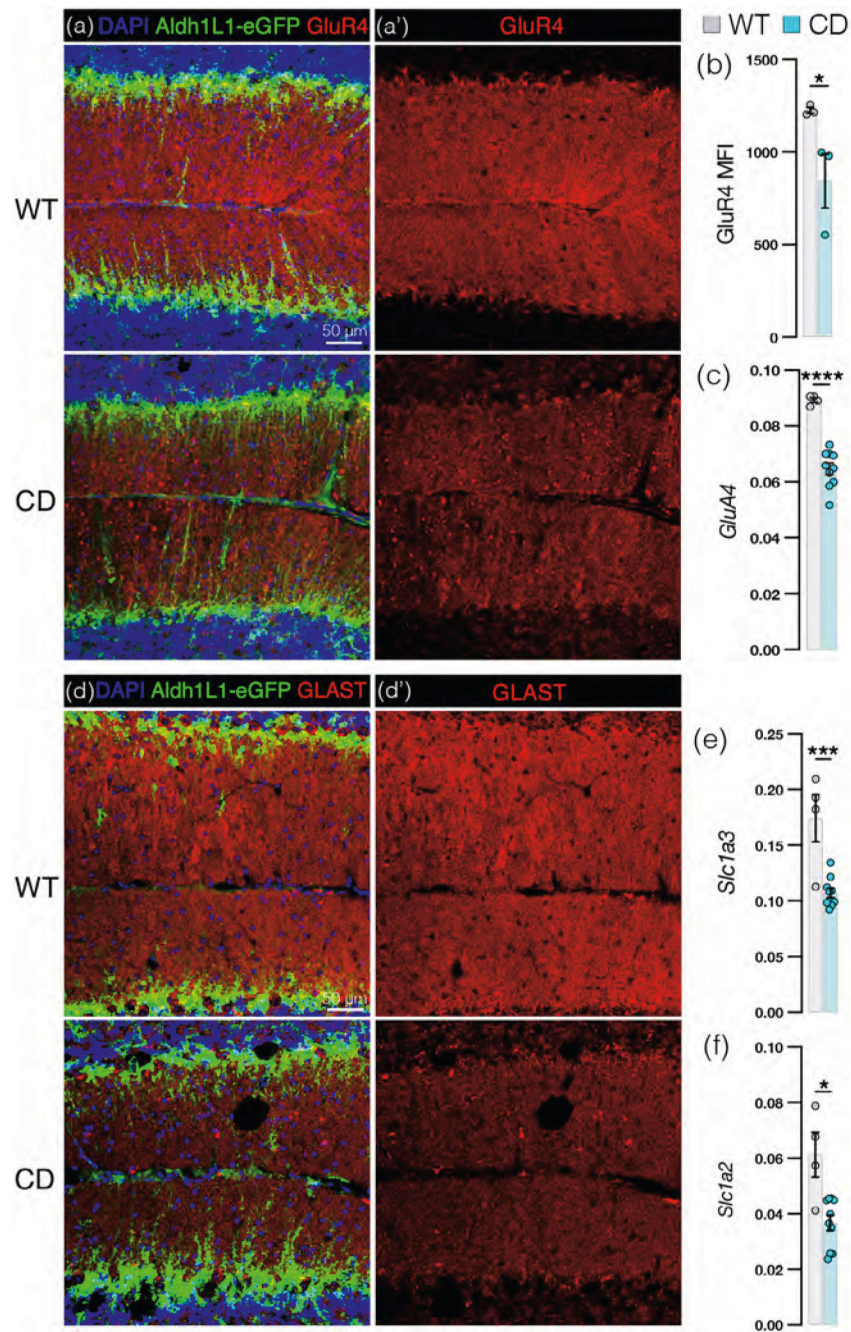 WT CD
(a) DAPI Aldh1L1-eGFP GluR4
(a') GluR4
WT
50 µm
CD
(b)
GluR4 MFI
1500
1000
500
0
*
(c)
GluA4
0.10
0.08
0.06
0.04
0.02
0.00
****
(d) DAPI Aldh1L1-eGFP GLAST
(d') GLAST
WT
50 µm
CD
(e)
Slc1a3
0.25
0.20
0.15
0.10
0.05
0.00
***
(f)
Slc1a2
0.10
0.08
0.06
0.04
0.02
0.00
*